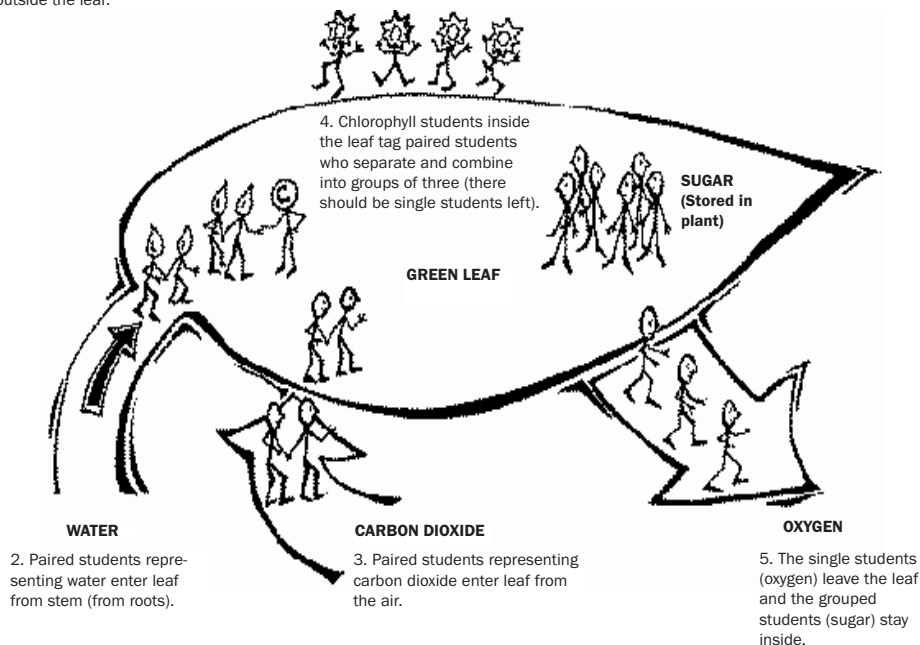 outside the leaf.
4. Chlorophyll students inside
the leaf tag paired students
who separate and combine
into groups of three (there
should be single students left).
SUGAR
(Stored in
plant)
C
GREEN LEAF
WATER
2. Paired students repre-
senting water enter leaf
from stem (from roots).
CARBON DIOXIDE
3. Paired students representing
carbon dioxide enter leaf from
the air.
OXYGEN
5. The single students
(oxygen) leave the leaf
and the grouped
students (sugar) stay
inside.